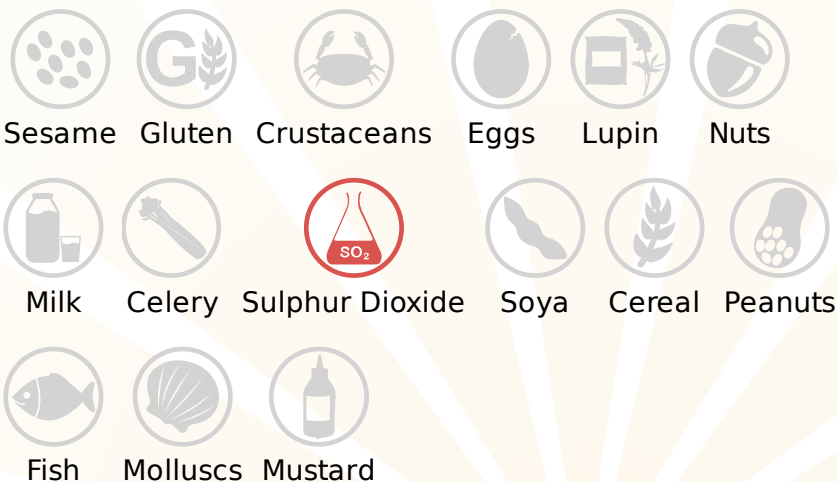 G
Sesame Gluten Crustaceans Eggs Lupin Nuts
SO₂
Milk Celery Sulphur Dioxide Soya Cereal Peanuts
Fish Molluscs Mustard